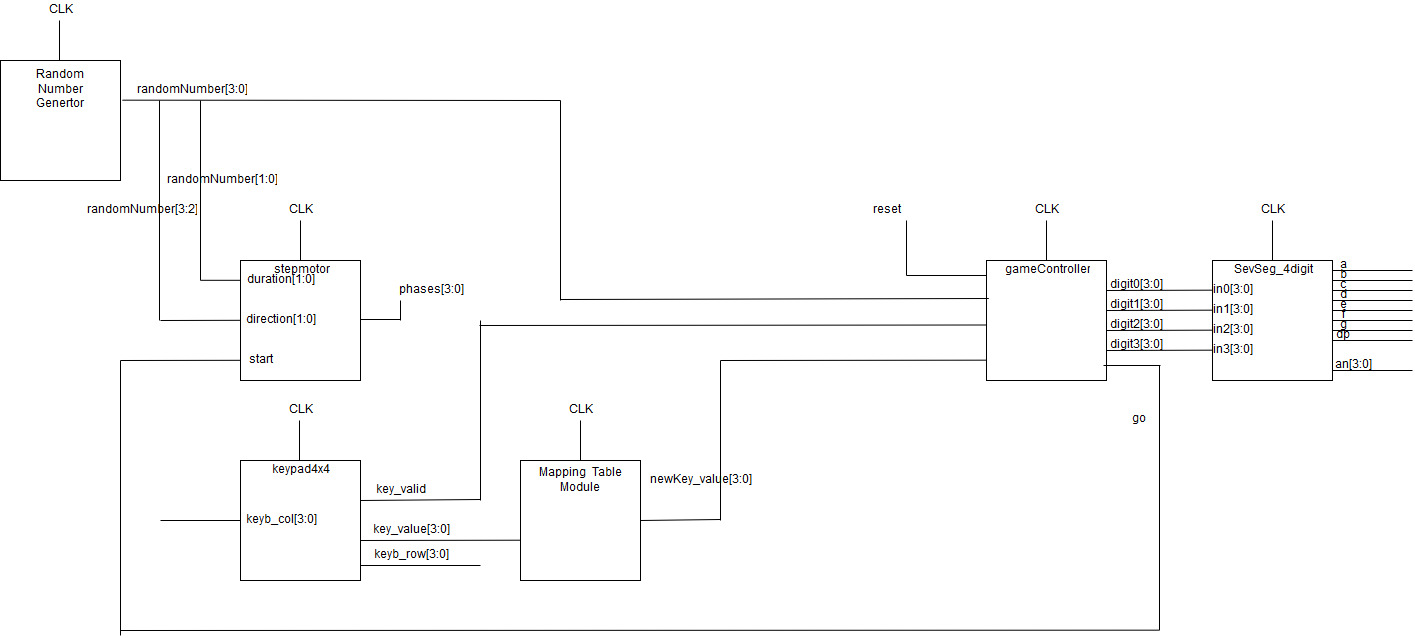 CLK
Random
Number
Genertor
randomNumber[3:0]
randomNumber[1:0]
randomNumber[3:2]
CLK
stepmotor
duration[1:0]
direction[1:0]
start
phases[3:0]
reset
CLK
gameController
digit0[3:0]
digit1[3:0]
digit2[3:0]
digit3[3:0]
go
CLK
SevSeg_4digit
in0[3:0]
in1[3:0]
in2[3:0]
in3[3:0]
a
b
c
d
e
f
g
dp
an[3:0]
CLK
keypad4x4
keyb_col[3:0]
key_valid
key_value[3:0]
keyb_row[3:0]
CLK
Mapping Table
Module
newKey_value[3:0]